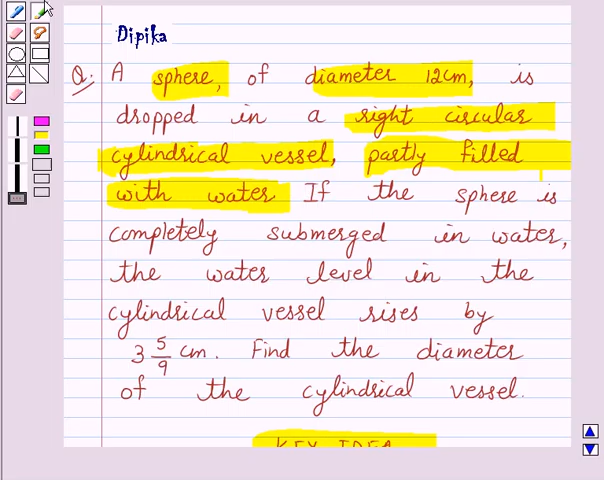 Dipika
Q. A sphere, of diameter 12cm, is
dropped in a right circular
cylindrical vessel, partly filled
with water If the sphere is
completely submerged in water,
the water level in the
cylindrical vessel rises by
3 5/9 cm. Find the diameter
of the cylindrical vessel.
KEY IDEA